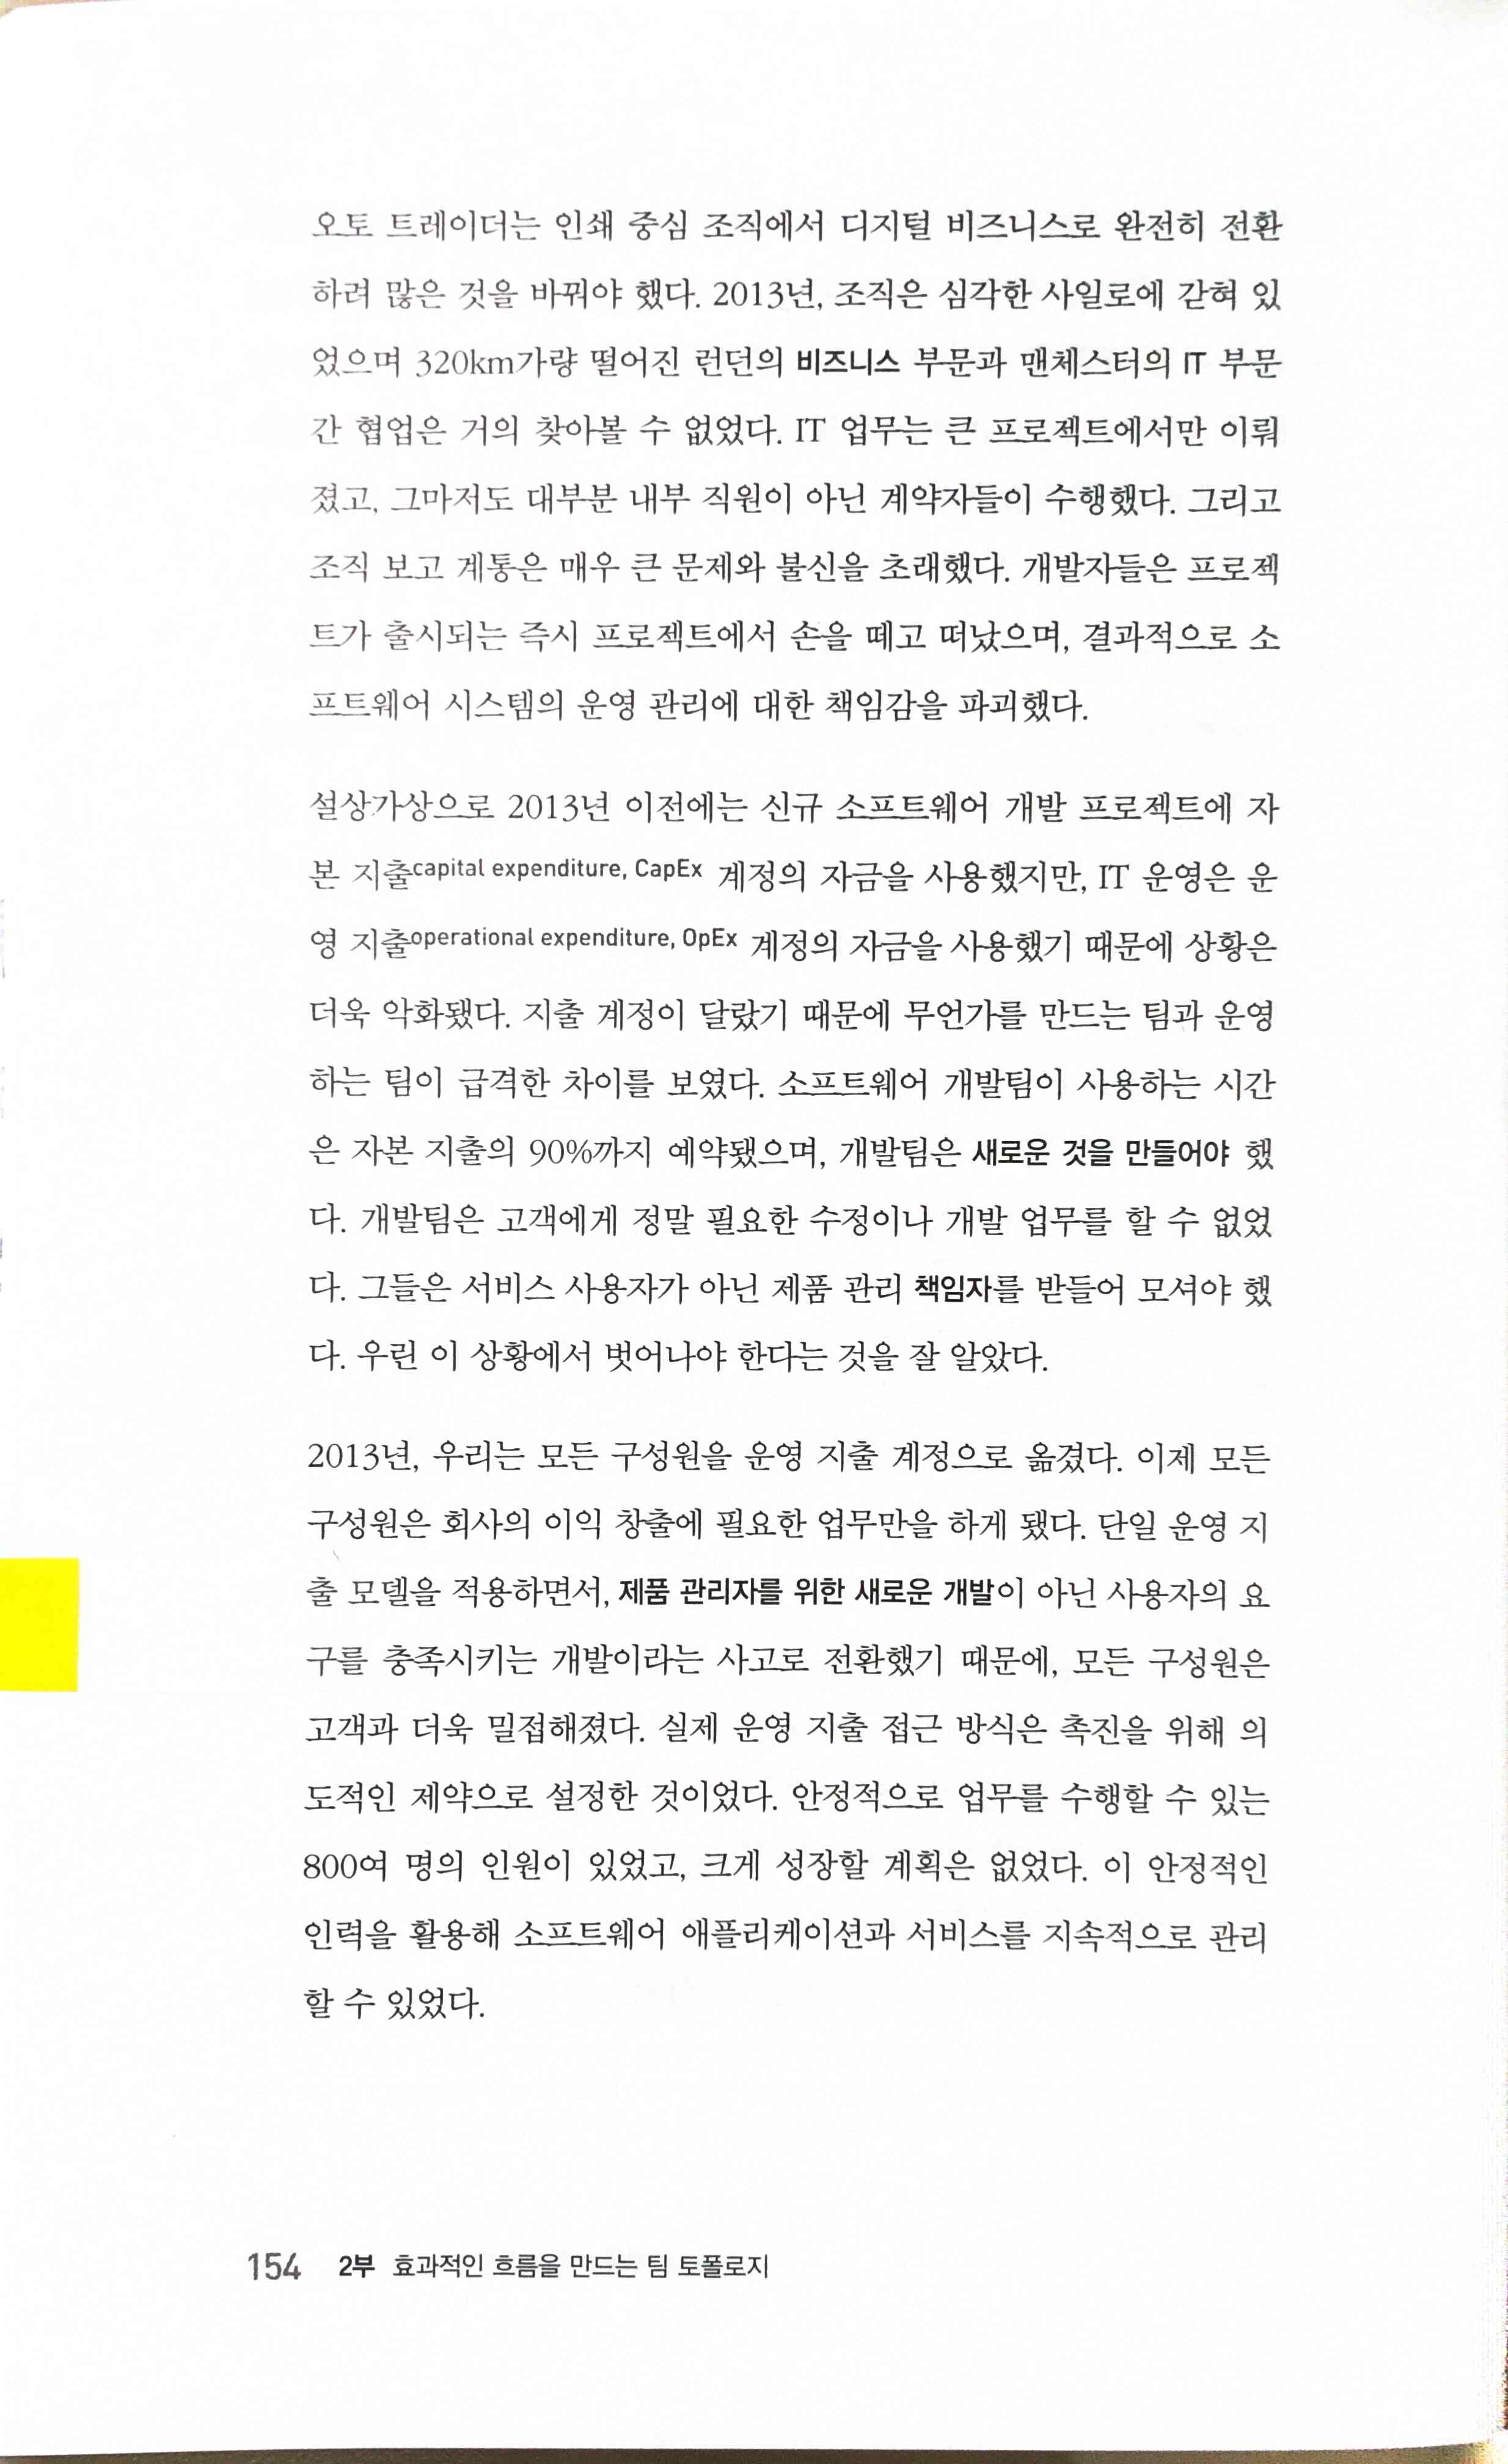 오토 트레이더는 인쇄 중심 조직에서 디지털 비즈니스로 완전히 전환
하려 많은 것을 바꿔야 했다. 2013년, 조직은 심각한 사일로에 갇혀 있
었으며 320km가량 떨어진 런던의 비즈니스 부문과 맨체스터의 IT 부문
간 협업은 거의 찾아볼 수 없었다. IT 업무는 큰 프로젝트에서만 이뤄
졌고, 그마저도 대부분 내부 직원이 아닌 계약자들이 수행했다. 그리고
조직 보고 계통은 매우 큰 문제와 불신을 초래했다. 개발자들은 프로젝
트가 출시되는 즉시 프로젝트에서 손을 떼고 떠났으며, 결과적으로 소
프트웨어 시스템의 운영 관리에 대한 책임감을 파괴했다.
설상가상으로 2013년 이전에는 신규 소프트웨어 개발 프로젝트에 자
본 지출capital expenditure, CapEx 계정의 자금을 사용했지만, IT 운영은 운
영 지출operational expenditure, OpEx 계정의 자금을 사용했기 때문에 상황은
더욱 악화됐다. 지출 계정이 달랐기 때문에 무언가를 만드는 팀과 운영
하는 팀이 급격한 차이를 보였다. 소프트웨어 개발팀이 사용하는 시간
은 자본 지출의 90%까지 예약됐으며, 개발팀은 새로운 것을 만들어야 했
다. 개발팀은 고객에게 정말 필요한 수정이나 개발 업무를 할 수 없었
다. 그들은 서비스 사용자가 아닌 제품 관리 책임자를 받들어 모셔야 했
다. 우린 이 상황에서 벗어나야 한다는 것을 잘 알았다.
2013년, 우리는 모든 구성원을 운영 지출 계정으로 옮겼다. 이제 모든
구성원은 회사의 이익 창출에 필요한 업무만을 하게 됐다. 단일 운영 지
출 모델을 적용하면서, 제품 관리자를 위한 새로운 개발이 아닌 사용자의 요
구를 충족시키는 개발이라는 사고로 전환했기 때문에, 모든 구성원은
고객과 더욱 밀접해졌다. 실제 운영 지출 접근 방식은 촉진을 위해 의
도적인 제약으로 설정한 것이었다. 안정적으로 업무를 수행할 수 있는
800여 명의 인원이 있었고, 크게 성장할 계획은 없었다. 이 안정적인
인력을 활용해 소프트웨어 애플리케이션과 서비스를 지속적으로 관리
할 수 있었다.
154 2부 효과적인 흐름을 만드는 팀 토폴로지